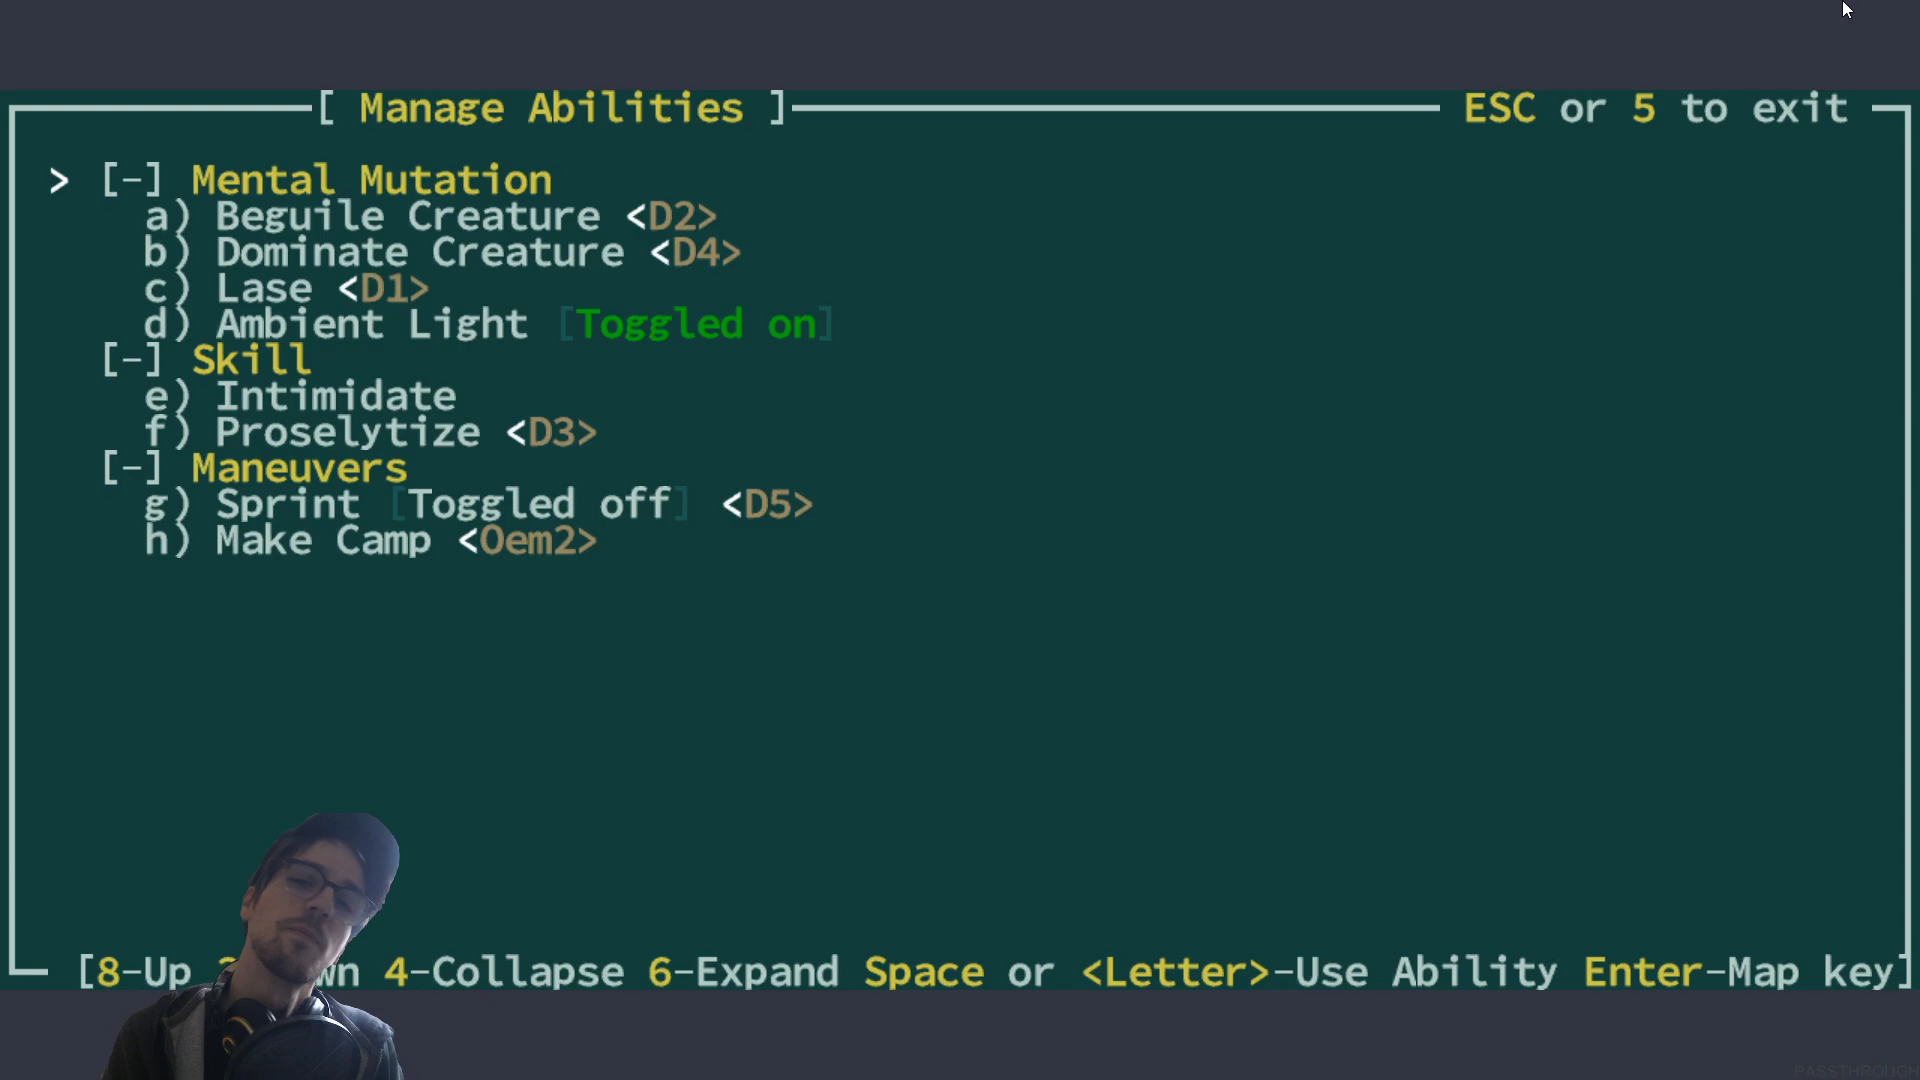 [ Manage Abilities ] ESC or 5 to exit
> [-] Mental Mutation
a) Beguile Creature <D2>
b) Dominate Creature <D4>
c) Lase <D1>
d) Ambient Light [Toggled on]
[-] Skill
e) Intimidate
f) Proselytize <D3>
[-] Maneuvers
g) Sprint [Toggled off] <D5>
h) Make Camp <Oem2>
[8-Up 4-Collapse 6-Expand Space or <Letter>-Use Ability Enter-Map key]
PASSTHROUGH